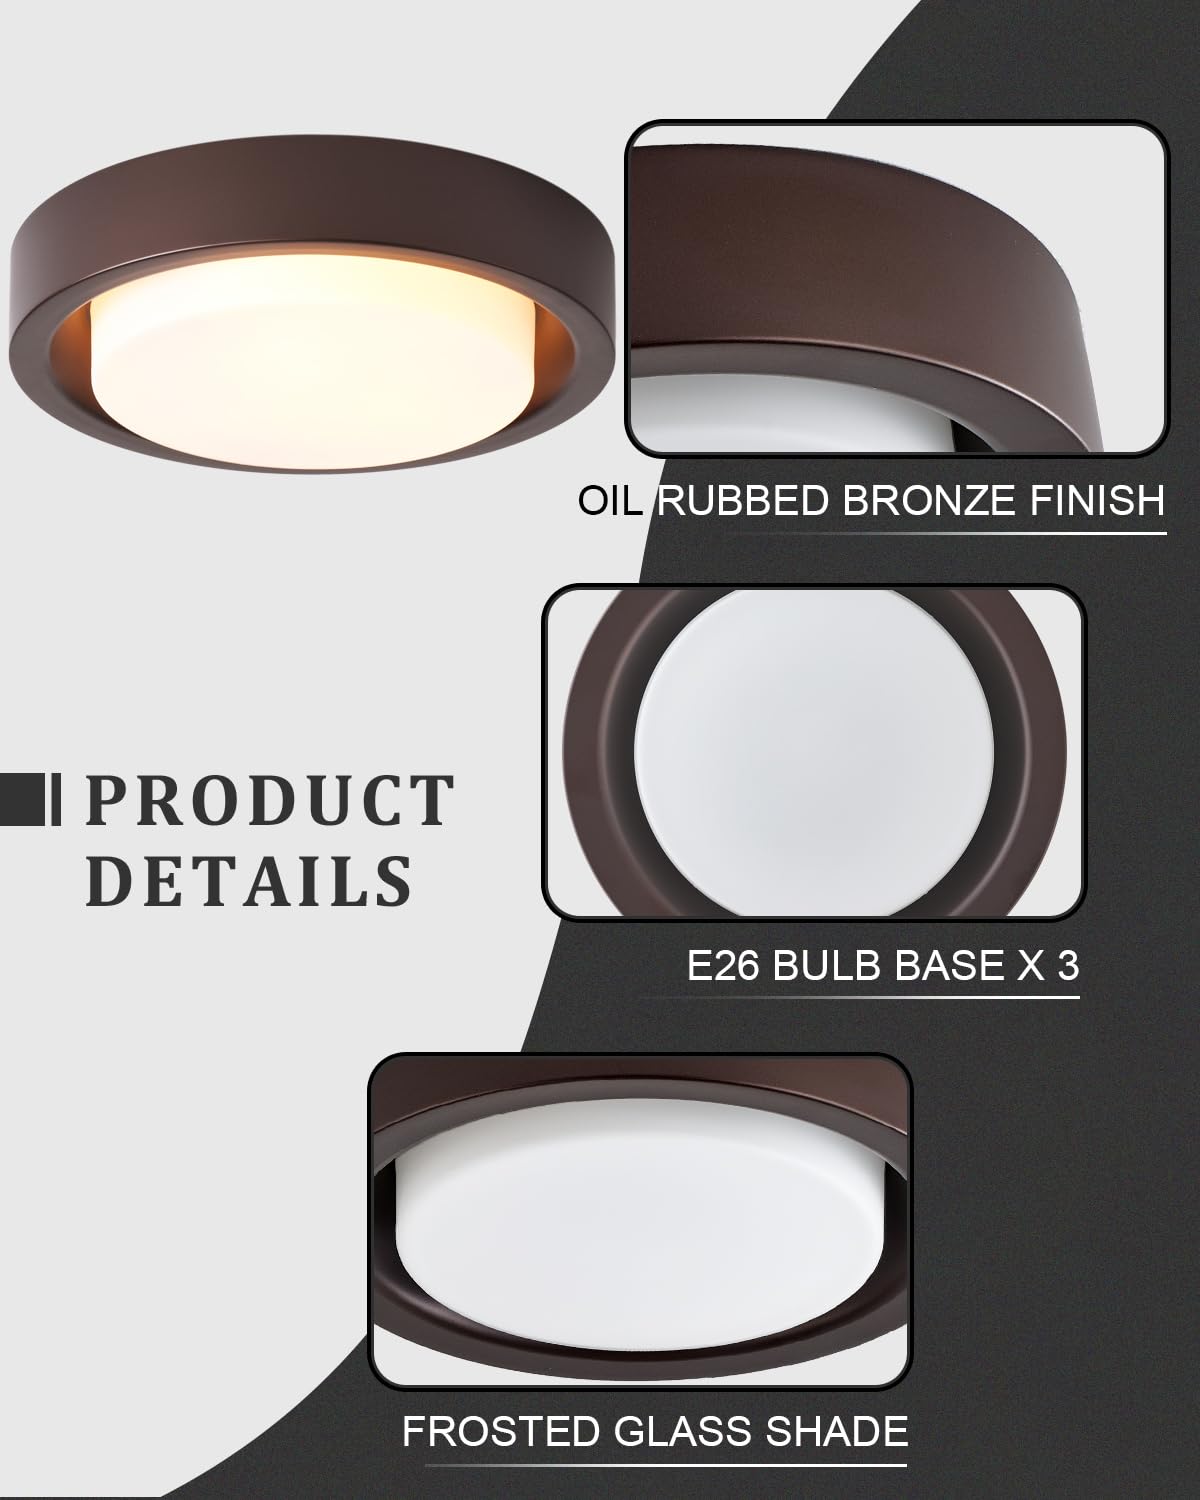 OIL RUBBED BRONZE FINISH
PRODUCT
DETAILS
E26 BULB BASE X 3
FROSTED GLASS SHADE